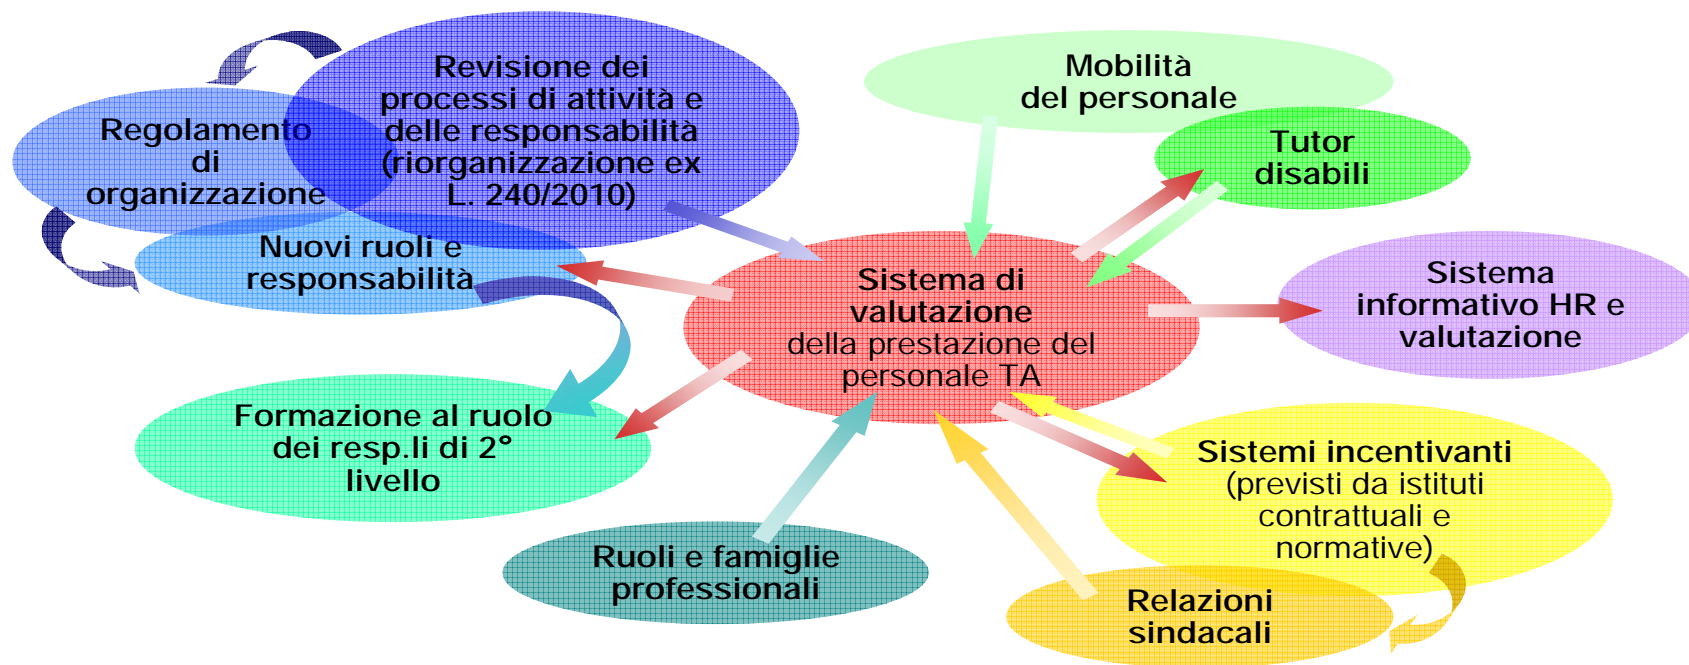 Revisione dei
processi di attività e
delle responsabilità
(riorganizzazione ex
L. 240/2010)
Regolamento
di
organizzazione
Nuovi ruoli e
responsabilità
Mobilità
del personale
Tutor
disabili
Sistema di
valutazione
della prestazione del
personale TA
Sistema
informativo HR e
valutazione
Formazione al ruolo
dei resp.li di 2°
livello
Sistemi incentivanti
(previsti da istituti
contrattuali e
normative)
Ruoli e famiglie
professionali
Relazioni
sindacali